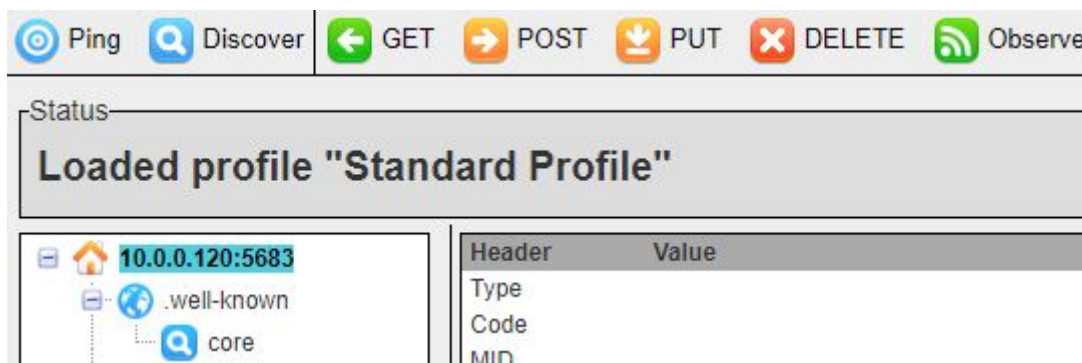 Ping Discover GET POST PUT DELETE Observe
Status
Loaded profile "Standard Profile"
10.0.0.120:5683
.well-known
core
Header Value
Type
Code
MID